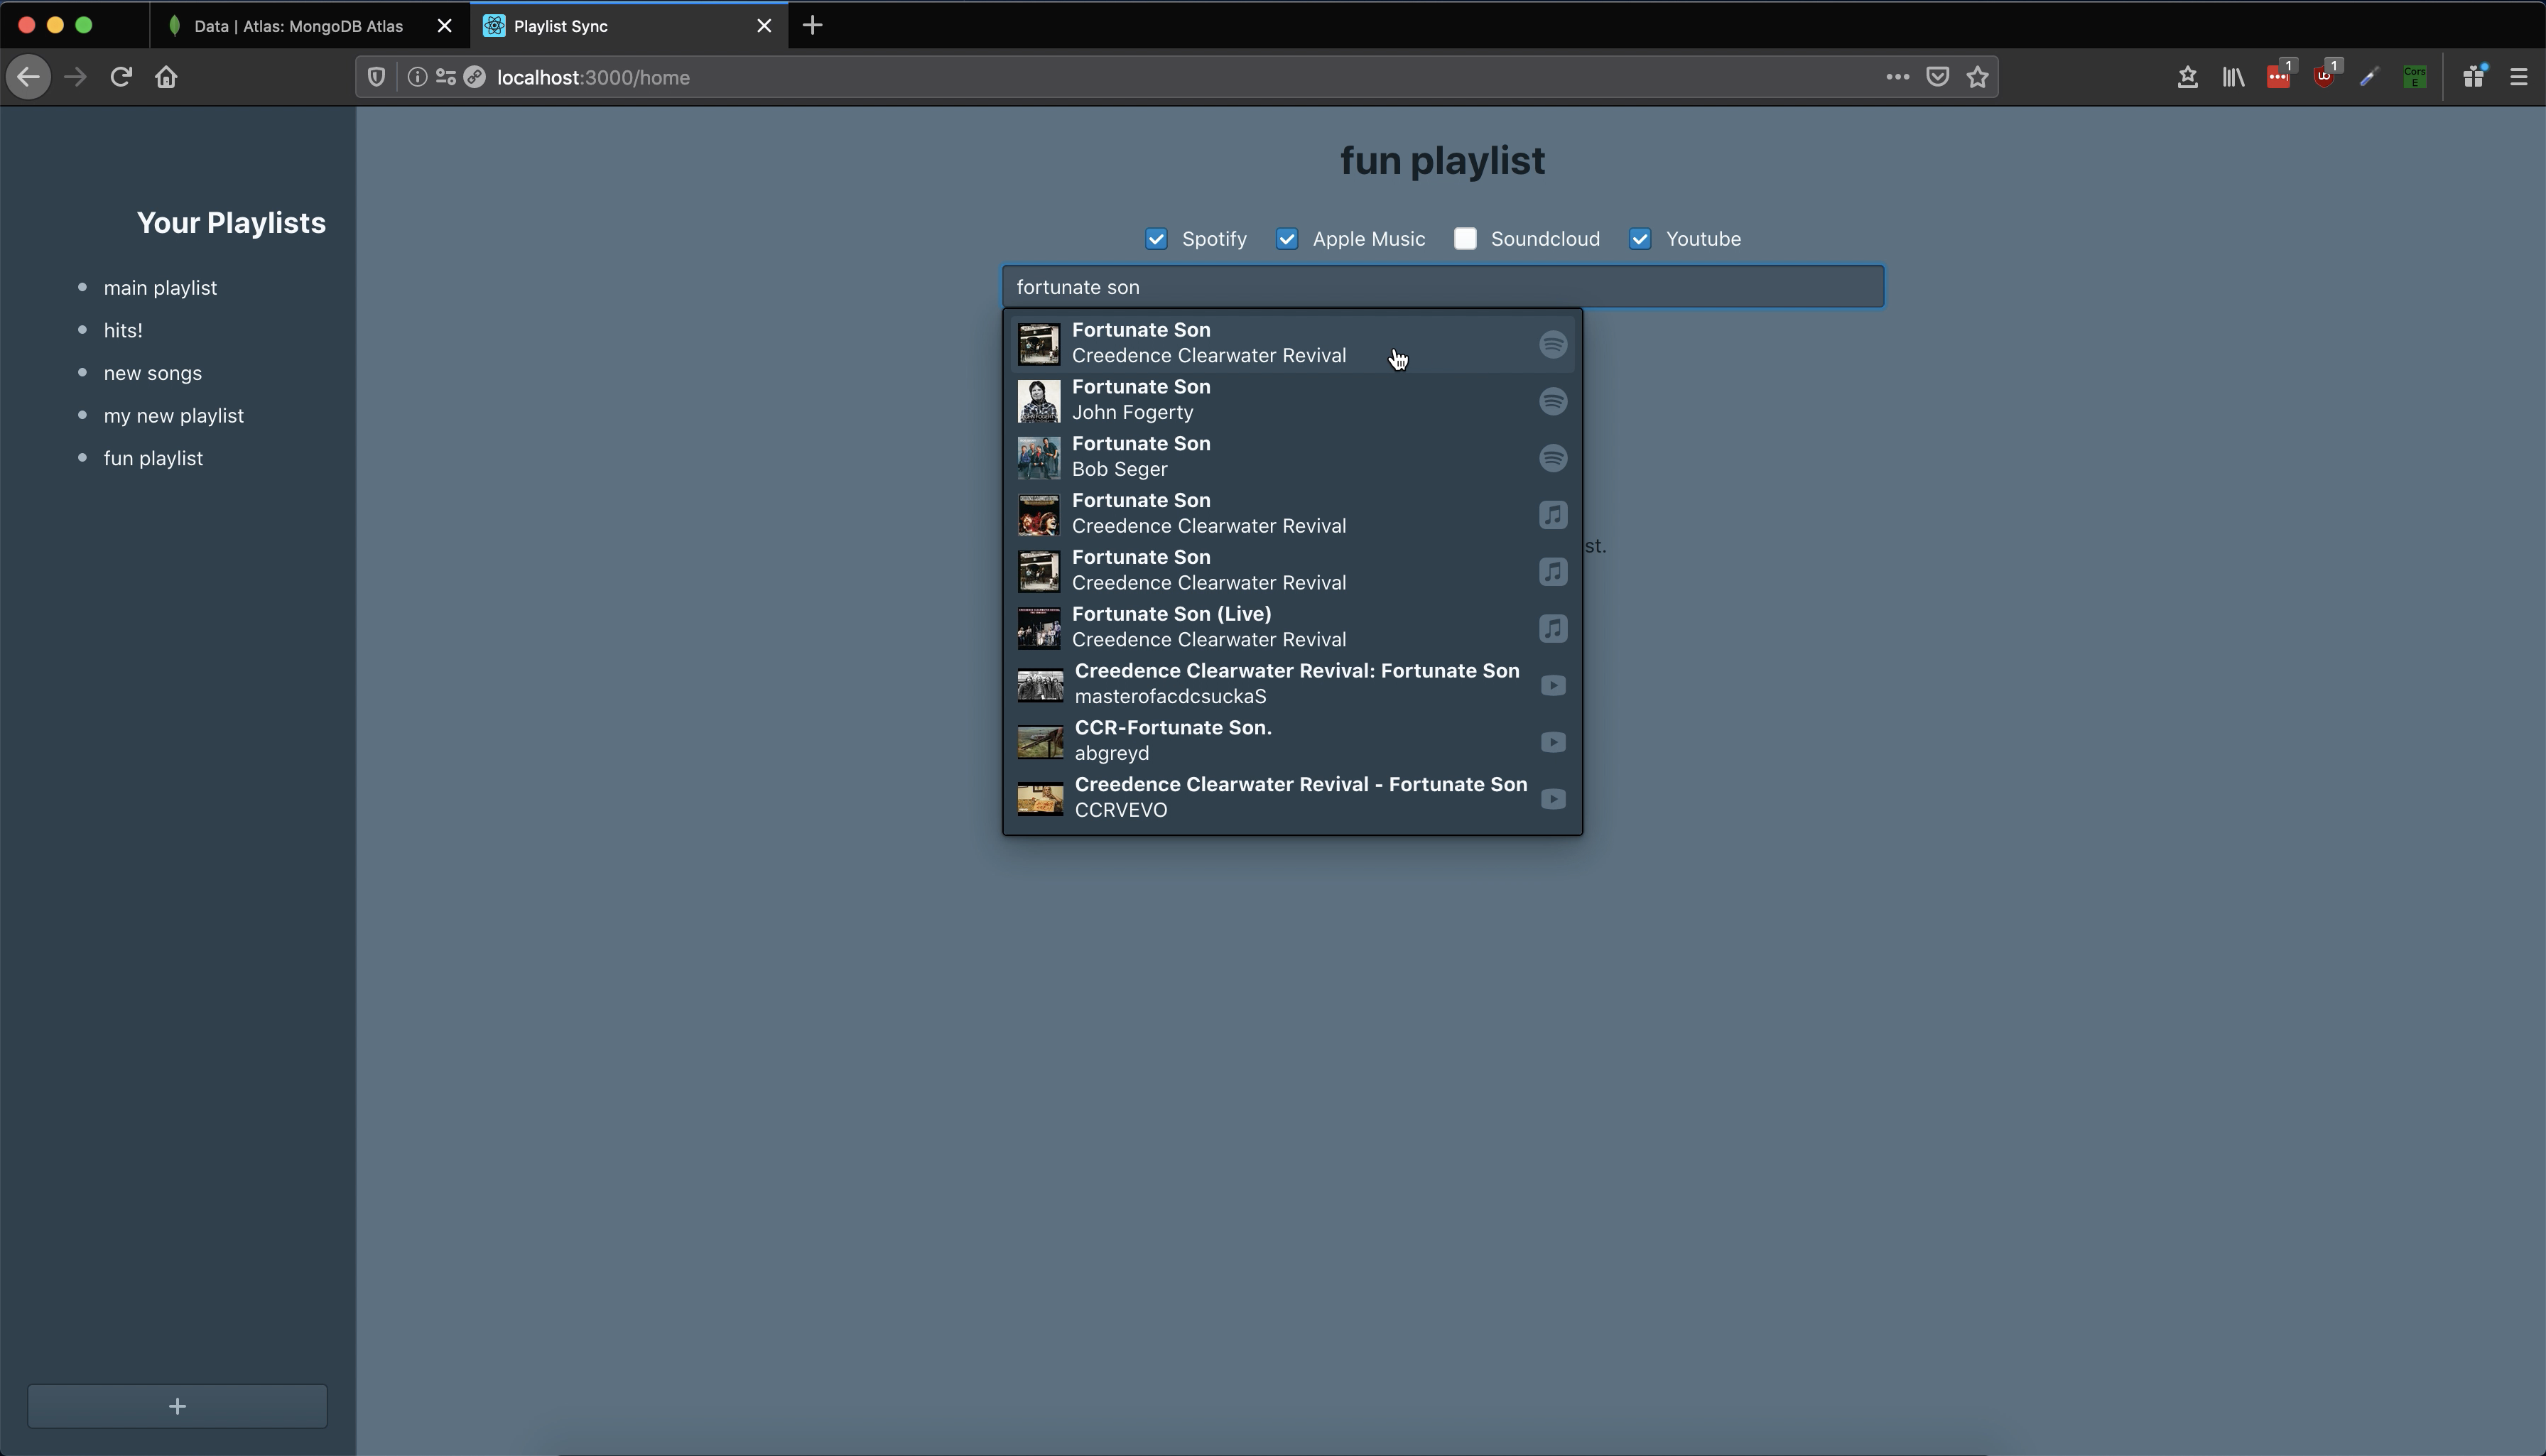 Data | Atlas: MongoDB Atlas
Playlist Sync
localhost:3000/home
1
1
Cors
E
Your Playlists
main playlist
hits!
new songs
my new playlist
fun playlist
+
fun playlist
Spotify Apple Music Soundcloud Youtube
fortunate son
Fortunate Son
Creedence Clearwater Revival
Fortunate Son
John Fogerty
Fortunate Son
Bob Seger
Fortunate Son
Creedence Clearwater Revival
Fortunate Son
Creedence Clearwater Revival
Fortunate Son (Live)
Creedence Clearwater Revival
Creedence Clearwater Revival: Fortunate Son
masterofacdcsuckaS
CCR-Fortunate Son.
abgreyd
Creedence Clearwater Revival - Fortunate Son
CCRVEVO
st.